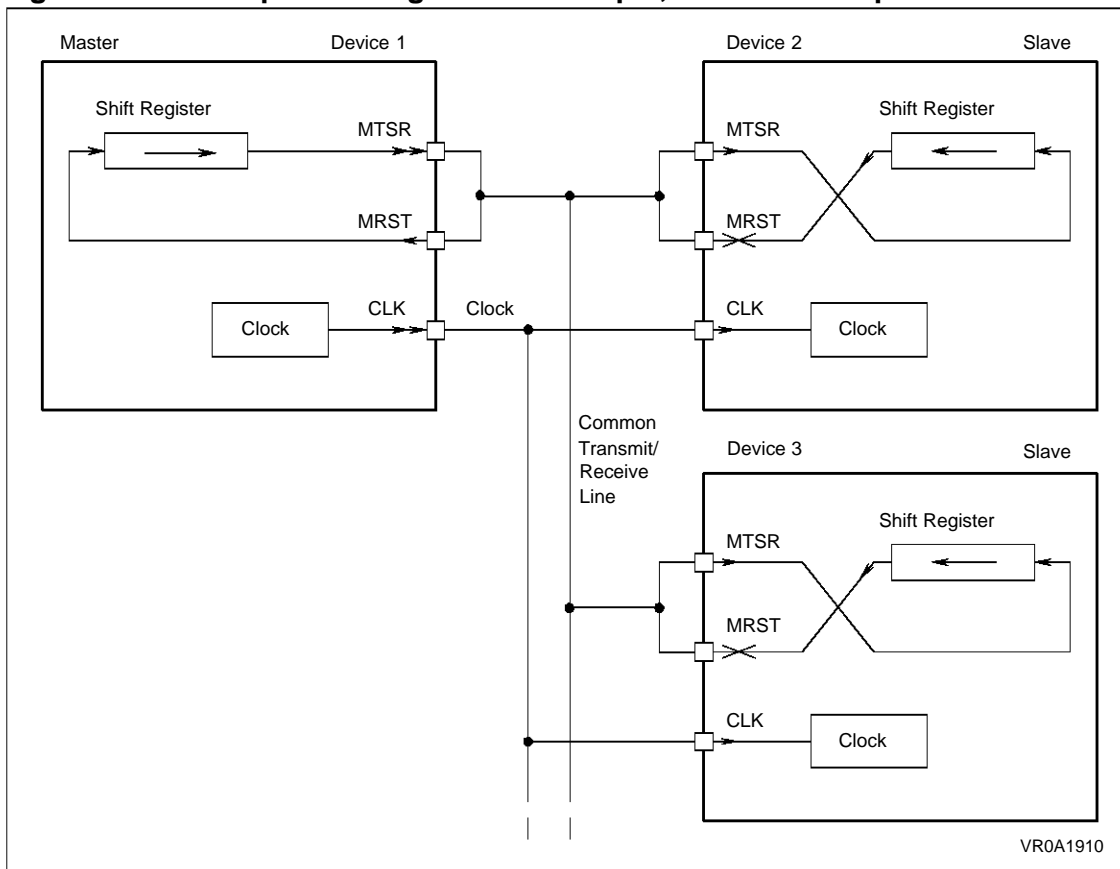 Master Device 1
Shift Register
MTSR
MRST
CLK
Clock
Clock
Device 2 Slave
MTSR
Shift Register
MRST
CLK
Clock
Common
Transmit/
Receive
Line
Device 3 Slave
MTSR
Shift Register
MRST
CLK
Clock
VR0A1910